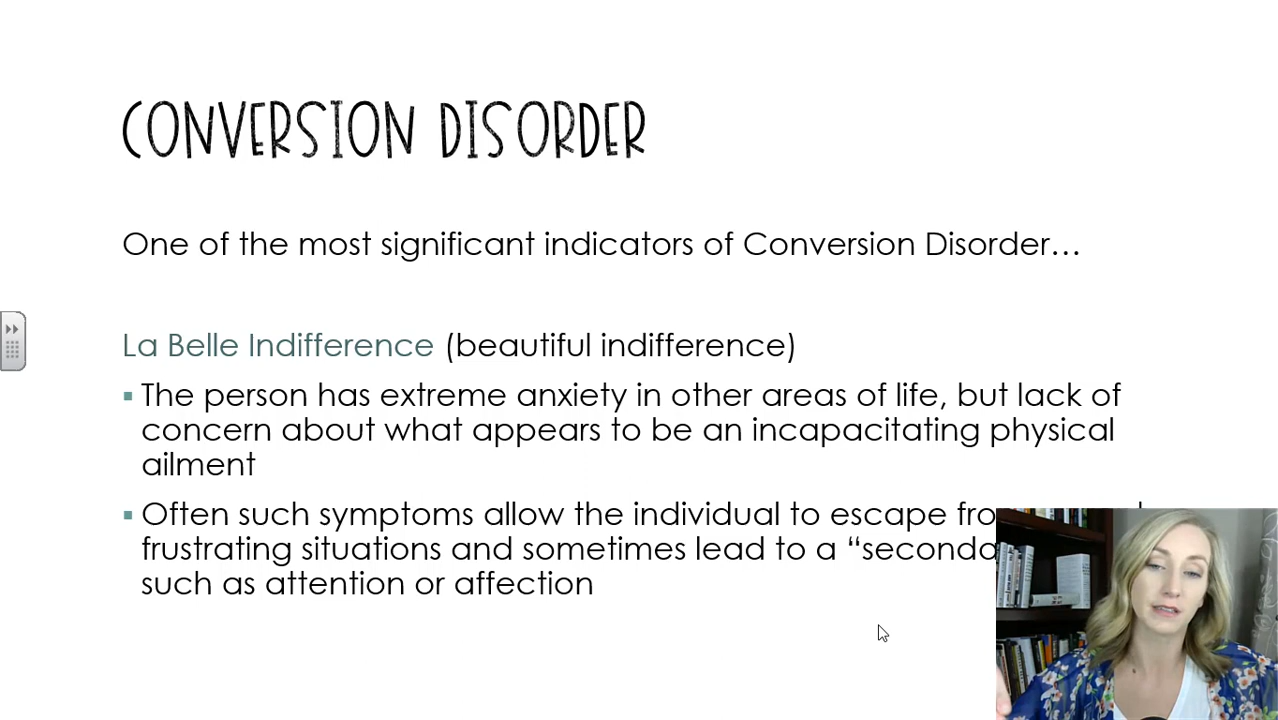 CONVERSION DISORDER
One of the most significant indicators of Conversion Disorder…
La Belle Indifference (beautiful indifference)
▪ The person has extreme anxiety in other areas of life, but lack of
concern about what appears to be an incapacitating physical
ailment
▪ Often such symptoms allow the individual to escape
frustrating situations and sometimes lead to a
such as attention or affection